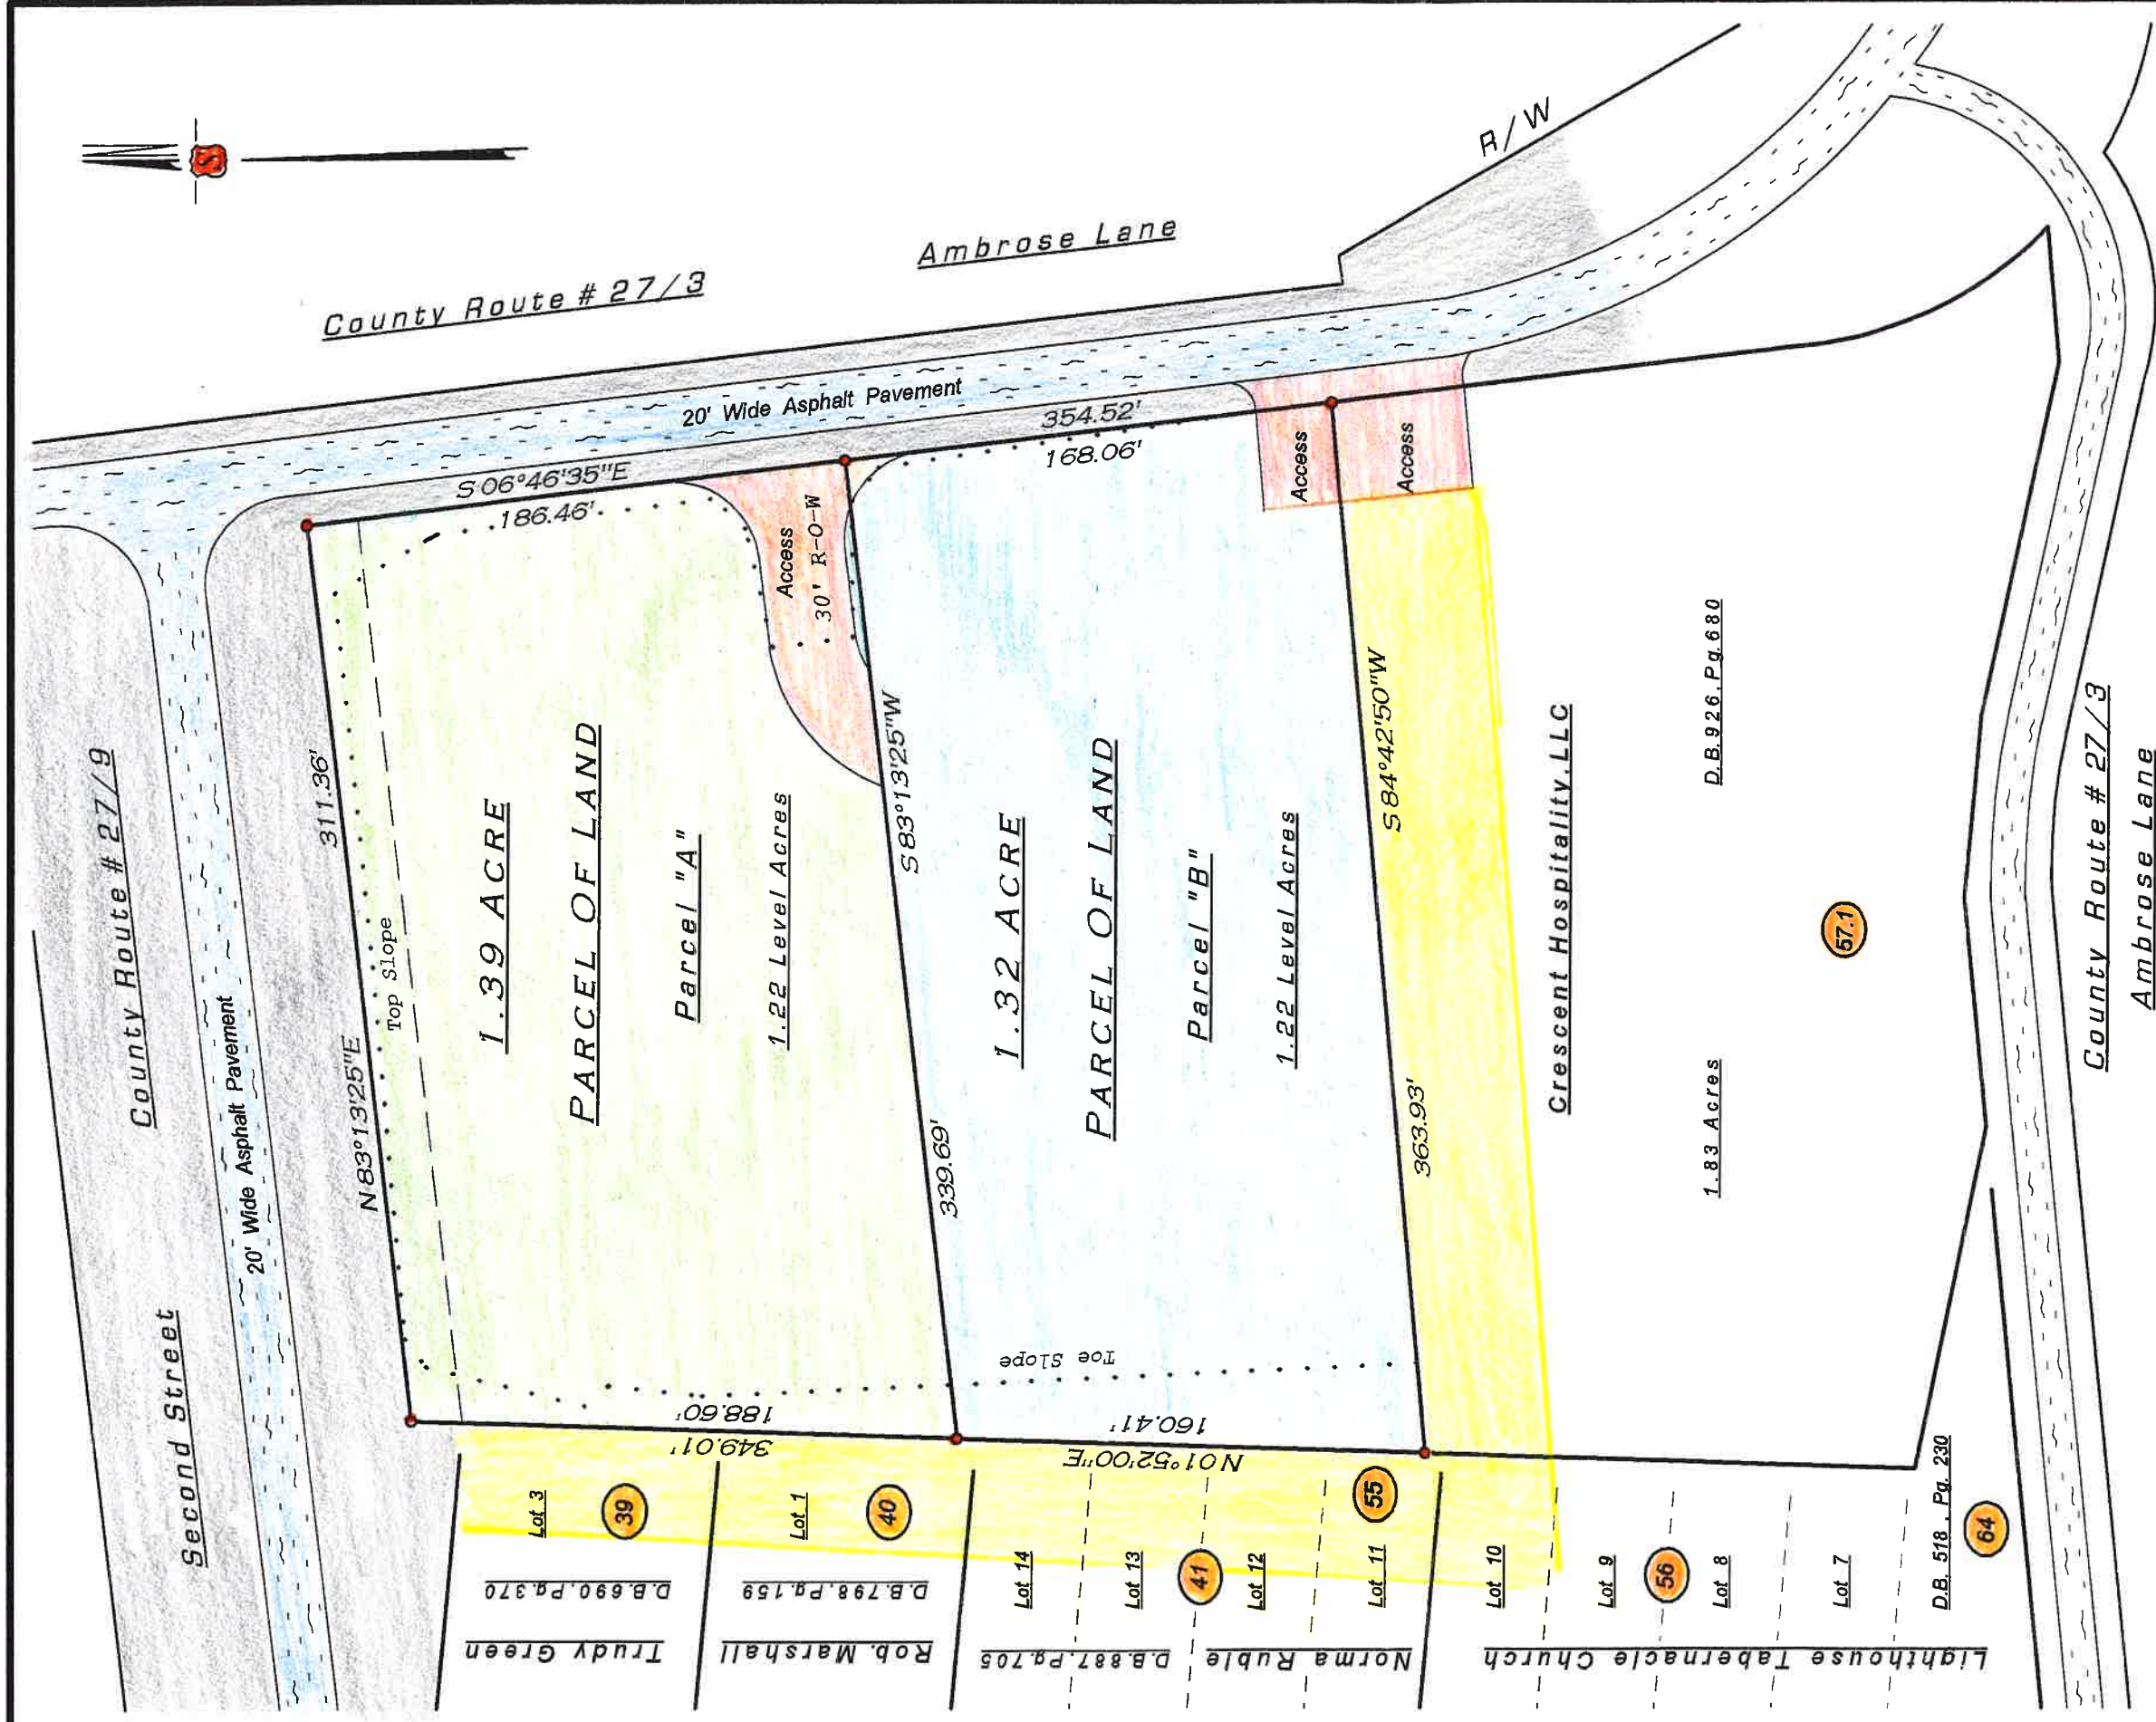 N
S
County Route # 27/3
Ambrose Lane
R/W
County Route # 27/9
Second Street
20' Wide Asphalt Pavement
20' Wide Asphalt Pavement
S 06°46'35"E
354.52'
186.46'
168.06'
N 83°13'25"E
311.36'
Top Slope
1.39 ACRE
PARCEL OF LAND
Parcel "A"
1.22 Level Acres
Access
30' R-O-W
S 83°13'25"W
339.69'
1.32 ACRE
PARCEL OF LAND
Parcel "B"
1.22 Level Acres
Access
Access
S 84°42'50"W
363.93'
Toe Slope
188.60'
349.01'
160.41'
N 01°52'00"E
Crescent Hospitality, LLC
D.B. 926, Pg. 680
1.83 Acres
57.1
Lot 3
39
D.B. 690, Pg. 370
Trudy Green
Lot 1
40
D.B. 798, Pg. 159
Rob. Marshall
Lot 14
Lot 13
41
Lot 12
Lot 11
55
D.B. 887, Pg. 705
Norma Ruble
Lot 10
Lot 9
56
Lot 8
Lot 7
D.B. 518, Pg. 230
64
Lighthouse Tabernacle Church
County Route # 27/3
Ambrose Lane